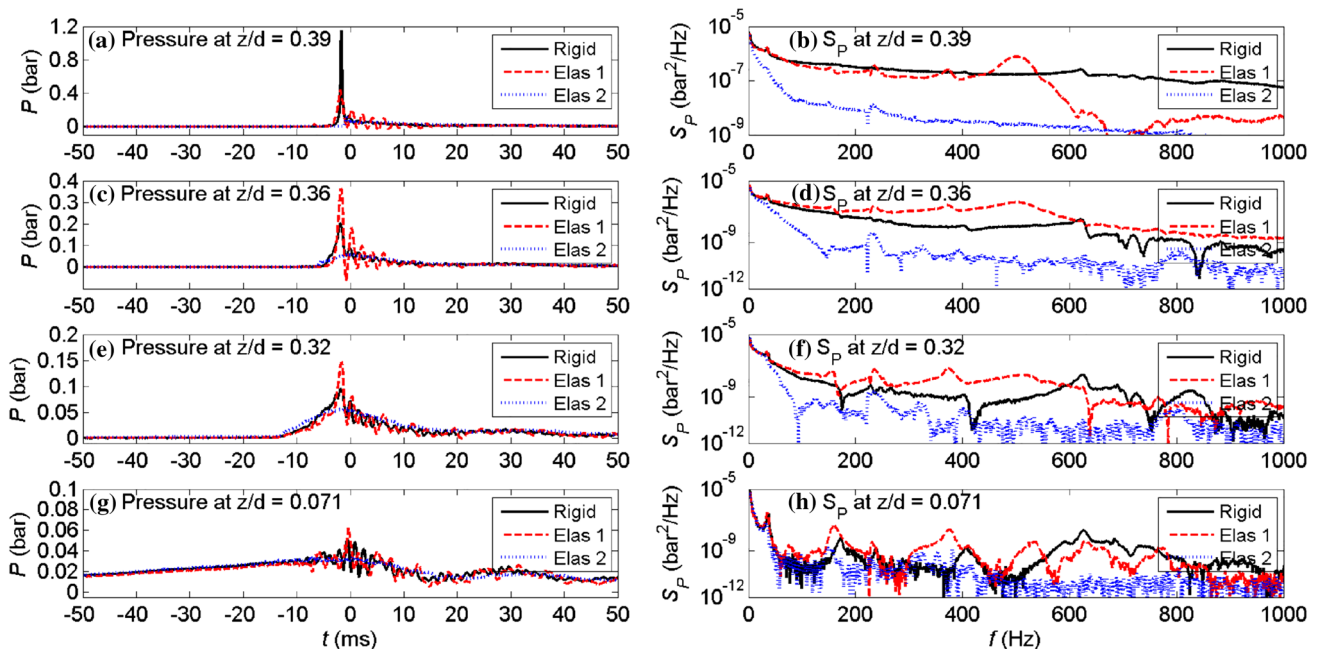 (a) Pressure at z/d = 0.39
P (bar)
1.2
0.8
0.4
0
Rigid
Elas 1
Elas 2
-50 -40 -30 -20 -10 0 10 20 30 40 50
(b) S_P at z/d = 0.39
S_P (bar²/Hz)
10⁻⁵
10⁻⁷
10⁻⁹
Rigid
Elas 1
Elas 2
0 200 400 600 800 1000
(c) Pressure at z/d = 0.36
P (bar)
0.4
0.3
0.2
0.1
0
Rigid
Elas 1
Elas 2
-50 -40 -30 -20 -10 0 10 20 30 40 50
(d) S_P at z/d = 0.36
S_P (bar²/Hz)
10⁻⁵
10⁻⁹
10⁻¹²
Rigid
Elas 1
Elas 2
0 200 400 600 800 1000
(e) Pressure at z/d = 0.32
P (bar)
0.2
0.15
0.1
0.05
0
Rigid
Elas 1
Elas 2
-50 -40 -30 -20 -10 0 10 20 30 40 50
(f) S_P at z/d = 0.32
S_P (bar²/Hz)
10⁻⁵
10⁻⁹
10⁻¹²
Rigid
Elas 1
Elas 2
0 200 400 600 800 1000
(g) Pressure at z/d = 0.071
P (bar)
0.1
0.08
0.06
0.04
0.02
0
Rigid
Elas 1
Elas 2
-50 -40 -30 -20 -10 0 10 20 30 40 50
t (ms)
(h) S_P at z/d = 0.071
S_P (bar²/Hz)
10⁻⁵
10⁻⁹
10⁻¹²
Rigid
Elas 1
Elas 2
0 200 400 600 800 1000
f (Hz)